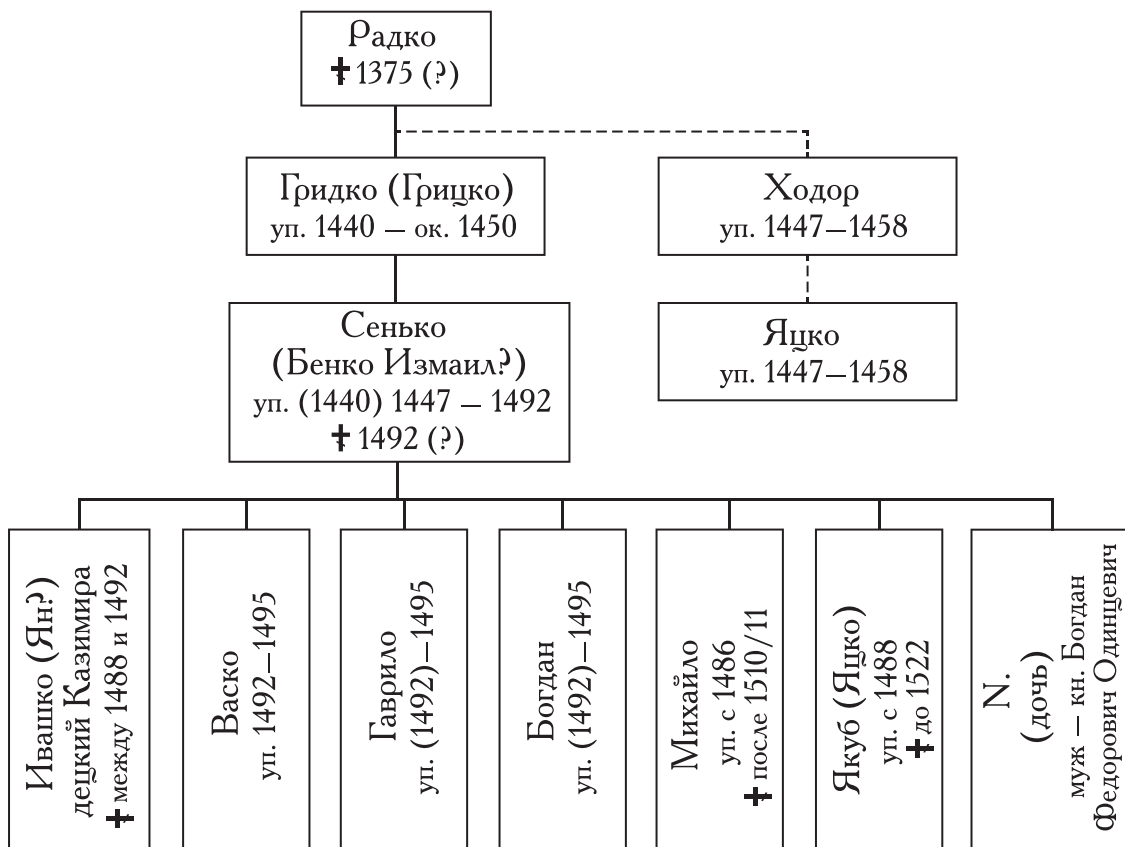 Радко
✝ 1375 (?)
Гридко (Грицко)
уп. 1440 – ок. 1450
Ходор
уп. 1447–1458
Сенько
(Бенко Измаил?)
уп. (1440) 1447 – 1492
✝ 1492 (?)
Яцко
уп. 1447–1458
Ивашко (Ян?)
децкий Казимира
✝ между 1488 и 1492
Васко
уп. 1492–1495
Гаврило
уп. (1492)–1495
Богдан
уп. (1492)–1495
Михайло
уп. с 1486
✝ после 1510/11
Якуб (Яцко)
уп. с 1488
✝ до 1522
N.
(дочь)
муж – кн. Богдан
Федорович Одинцевич